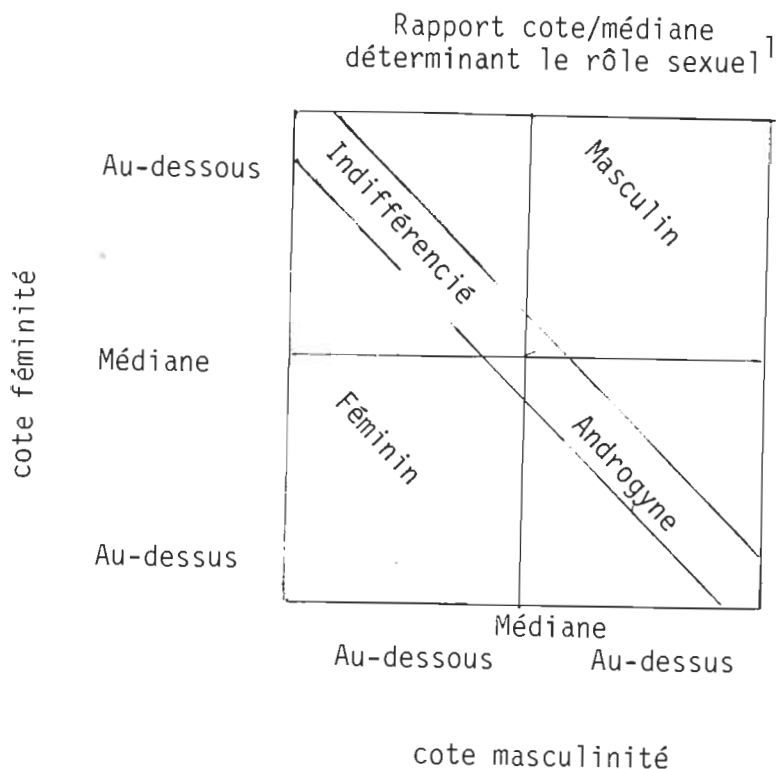 Rapport cote/médiane
déterminant le rôle sexuel1
Au-dessous
Indifférencié
Masculin
cote féminité
Médiane
Féminin
Androgyne
Au-dessus
Médiane
Au-dessous Au-dessus
cote masculinité